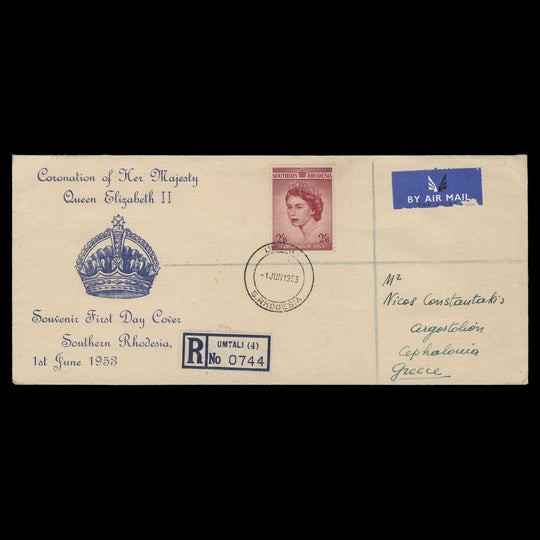 Coronation of Her Majesty
Queen Elizabeth II
Souvenir First Day Cover
Southern Rhodesia,
1st June 1953
SOUTHERN RHODESIA
2/6 2/6
CORONATION 1953
-1 JUN 1953
S. RHODESIA
R
UMTALI (4)
No 0744
BY AIR MAIL
Mr
Nicos Constantakis
Argostolion
Cephalonia
Greece